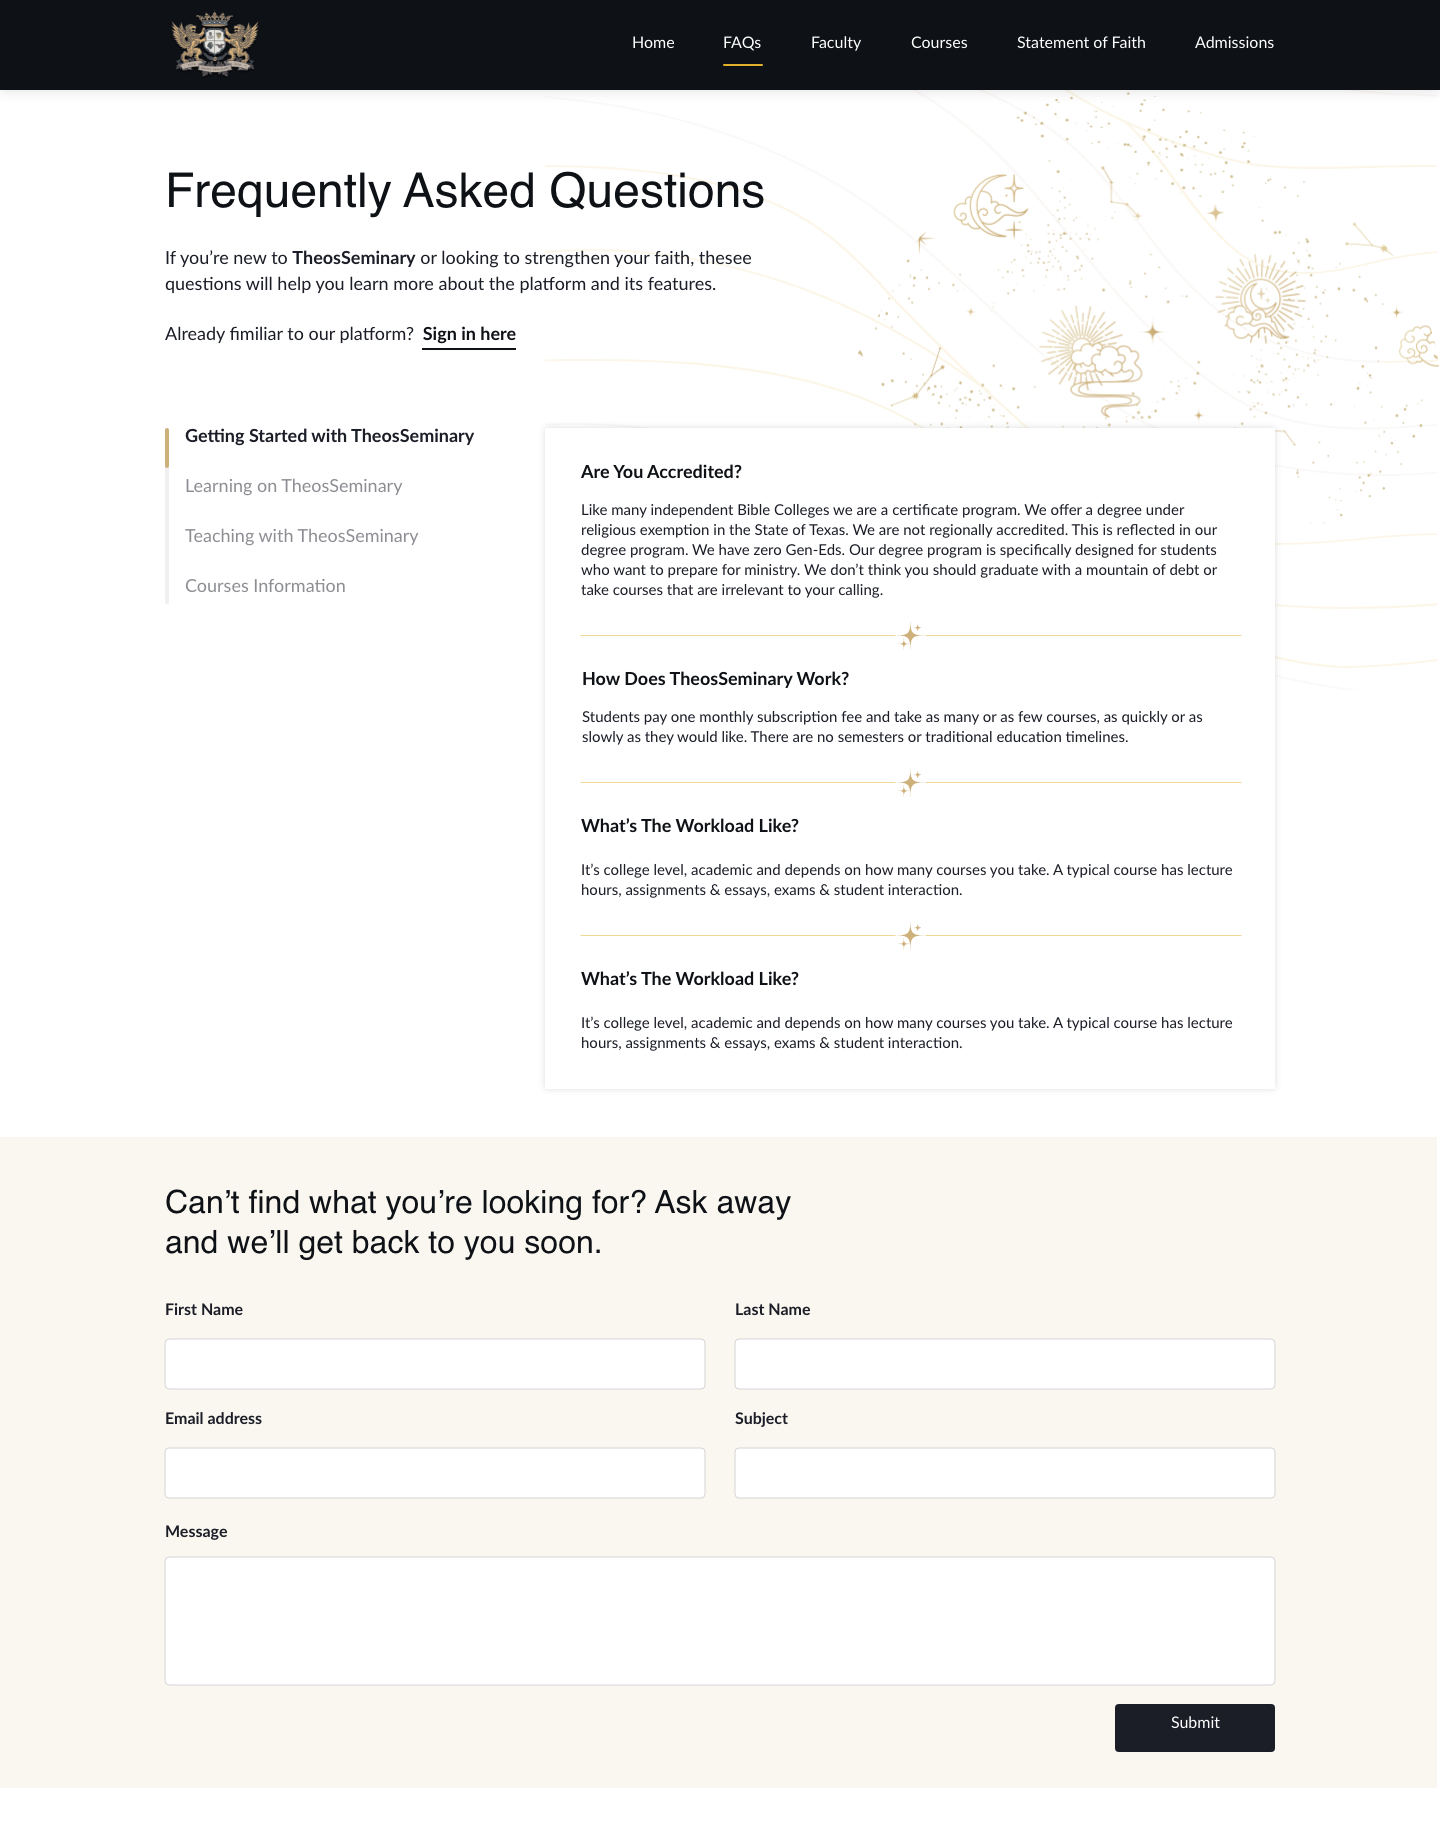 Home FAQs Faculty Courses Statement of Faith Admissions
Frequently Asked Questions
If you’re new to TheosSeminary or looking to strengthen your faith, thesee
questions will help you learn more about the platform and its features.
Already fimiliar to our platform? Sign in here
Getting Started with TheosSeminary
Learning on TheosSeminary
Teaching with TheosSeminary
Courses Information
Are You Accredited?
Like many independent Bible Colleges we are a certificate program. We offer a degree under
religious exemption in the State of Texas. We are not regionally accredited. This is reflected in our
degree program. We have zero Gen-Eds. Our degree program is specifically designed for students
who want to prepare for ministry. We don’t think you should graduate with a mountain of debt or
take courses that are irrelevant to your calling.
How Does TheosSeminary Work?
Students pay one monthly subscription fee and take as many or as few courses, as quickly or as
slowly as they would like. There are no semesters or traditional education timelines.
What’s The Workload Like?
It’s college level, academic and depends on how many courses you take. A typical course has lecture
hours, assignments & essays, exams & student interaction.
What’s The Workload Like?
It’s college level, academic and depends on how many courses you take. A typical course has lecture
hours, assignments & essays, exams & student interaction.
Can’t find what you’re looking for? Ask away
and we’ll get back to you soon.
First Name
Last Name
Email address
Subject
Message
Submit